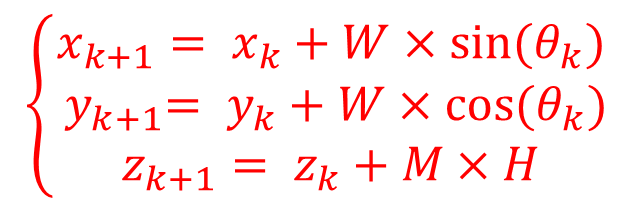 x_{k+1} = x_k + W × sin(θ_k)
y_{k+1} = y_k + W × cos(θ_k)
z_{k+1} = z_k + M × H